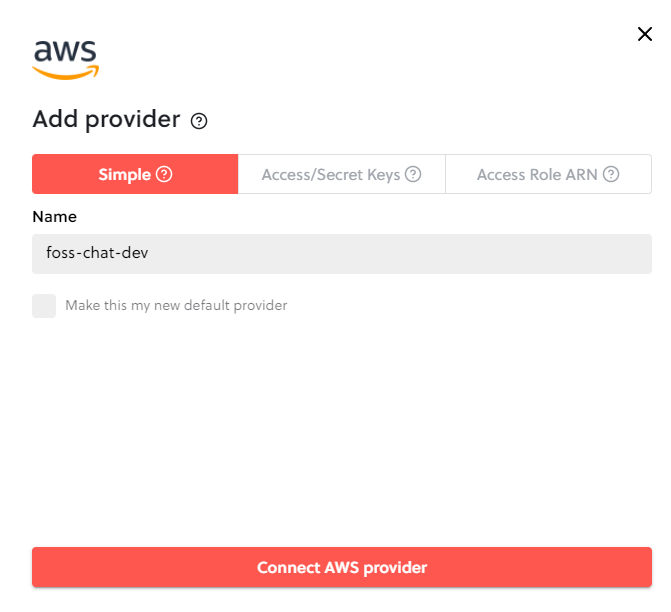 aws
Add provider
Simple
Access/Secret Keys
Access Role ARN
Name
foss-chat-dev
Make this my new default provider
Connect AWS provider